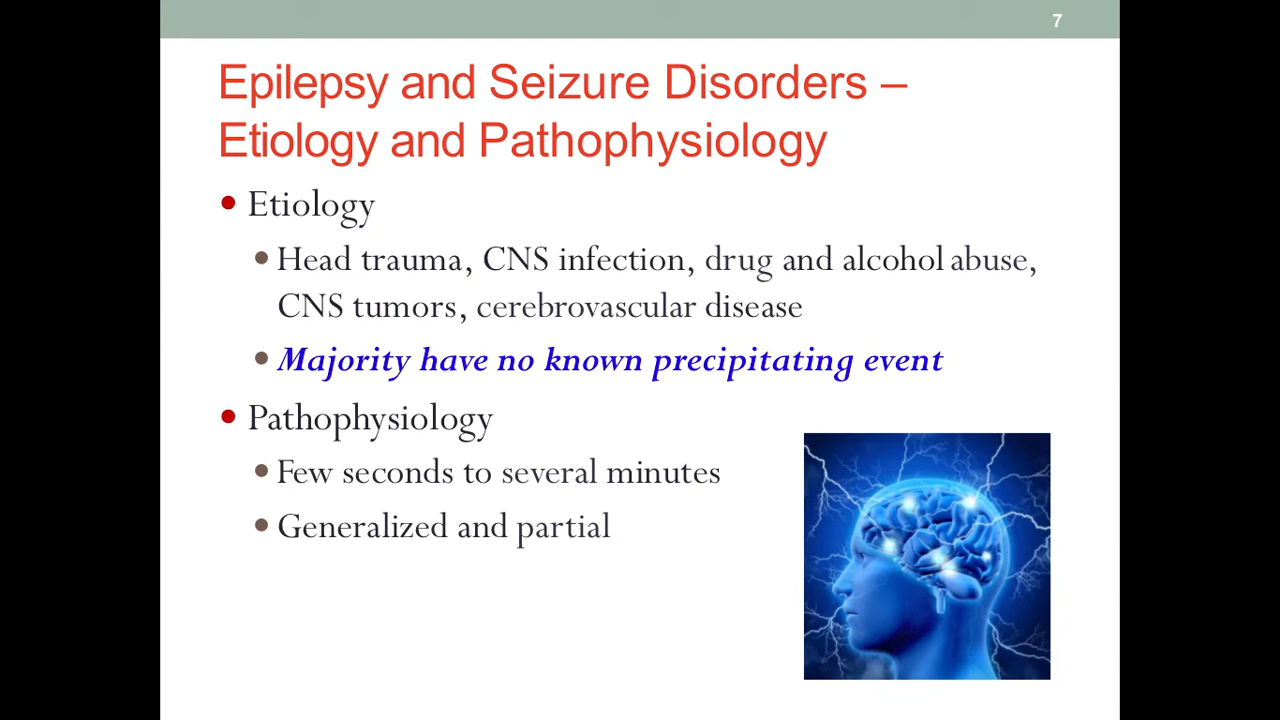 7
Epilepsy and Seizure Disorders –
Etiology and Pathophysiology
• Etiology
• Head trauma, CNS infection, drug and alcohol abuse,
CNS tumors, cerebrovascular disease
• Majority have no known precipitating event
• Pathophysiology
• Few seconds to several minutes
• Generalized and partial